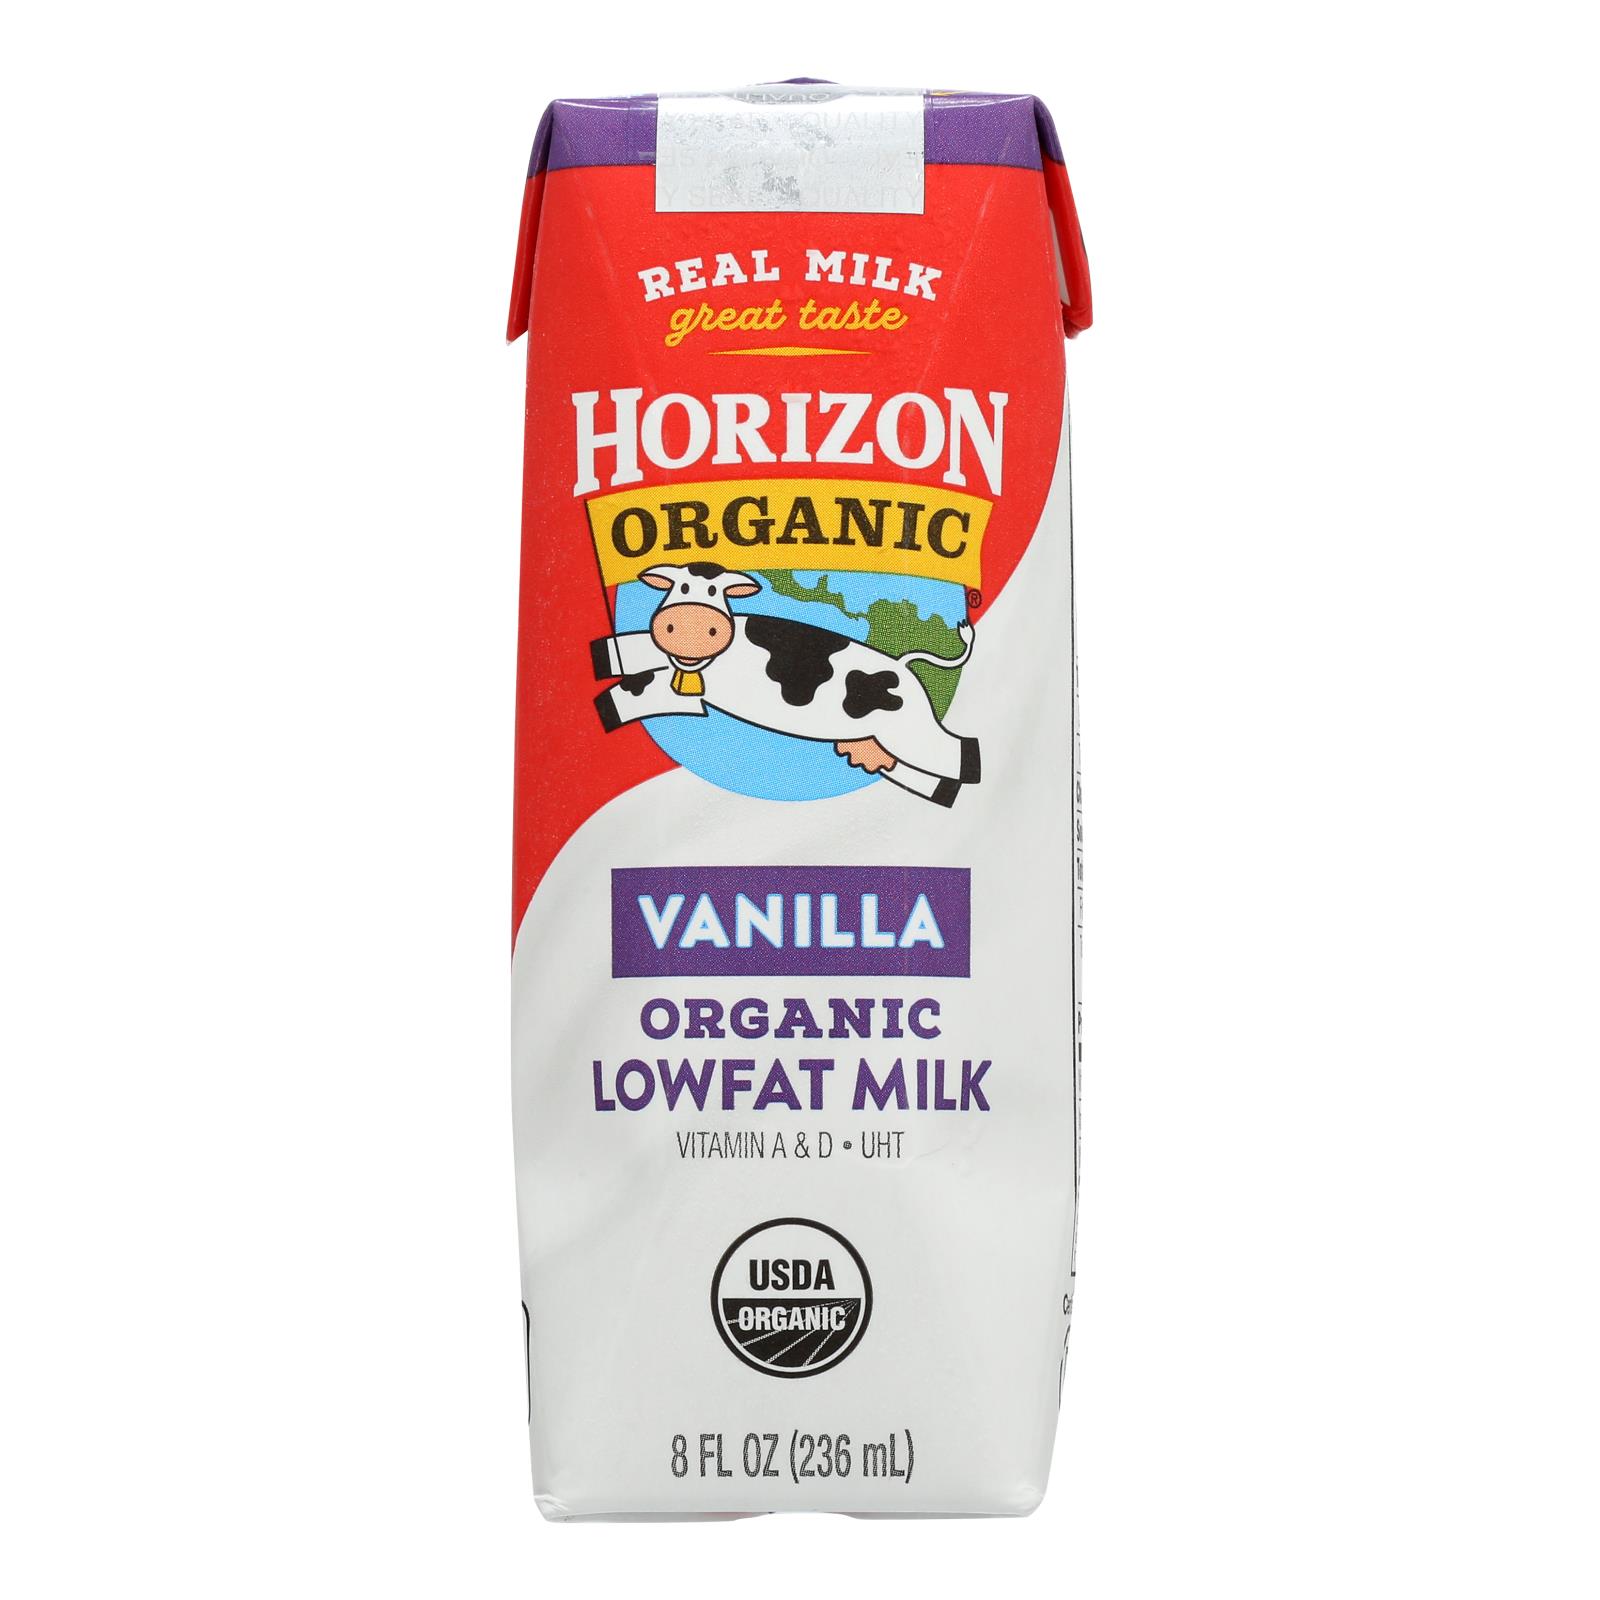 REAL MILK
great taste
HORIZON
ORGANIC
®
VANILLA
ORGANIC
LOWFAT MILK
VITAMIN A & D • UHT
USDA
ORGANIC
8 FL OZ (236 mL)